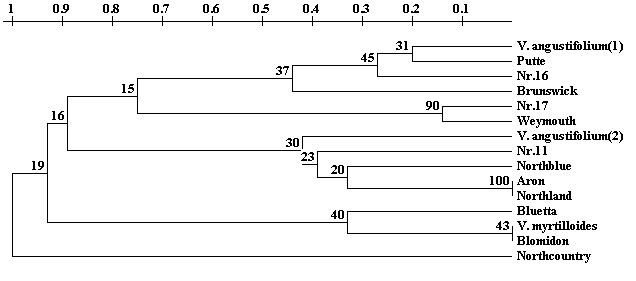 1 0.9 0.8 0.7 0.6 0.5 0.4 0.3 0.2 0.1
31 V. angustifolium(1)
45 Putte
37 Nr.16
15 Brunswick
90 Nr.17
16 Weymouth
30 V. angustifolium(2)
23 Nr.11
19 20 Northblue
100 Aron
Northland
40 Bluetta
43 V. myrtilloides
Blomidon
Northcountry